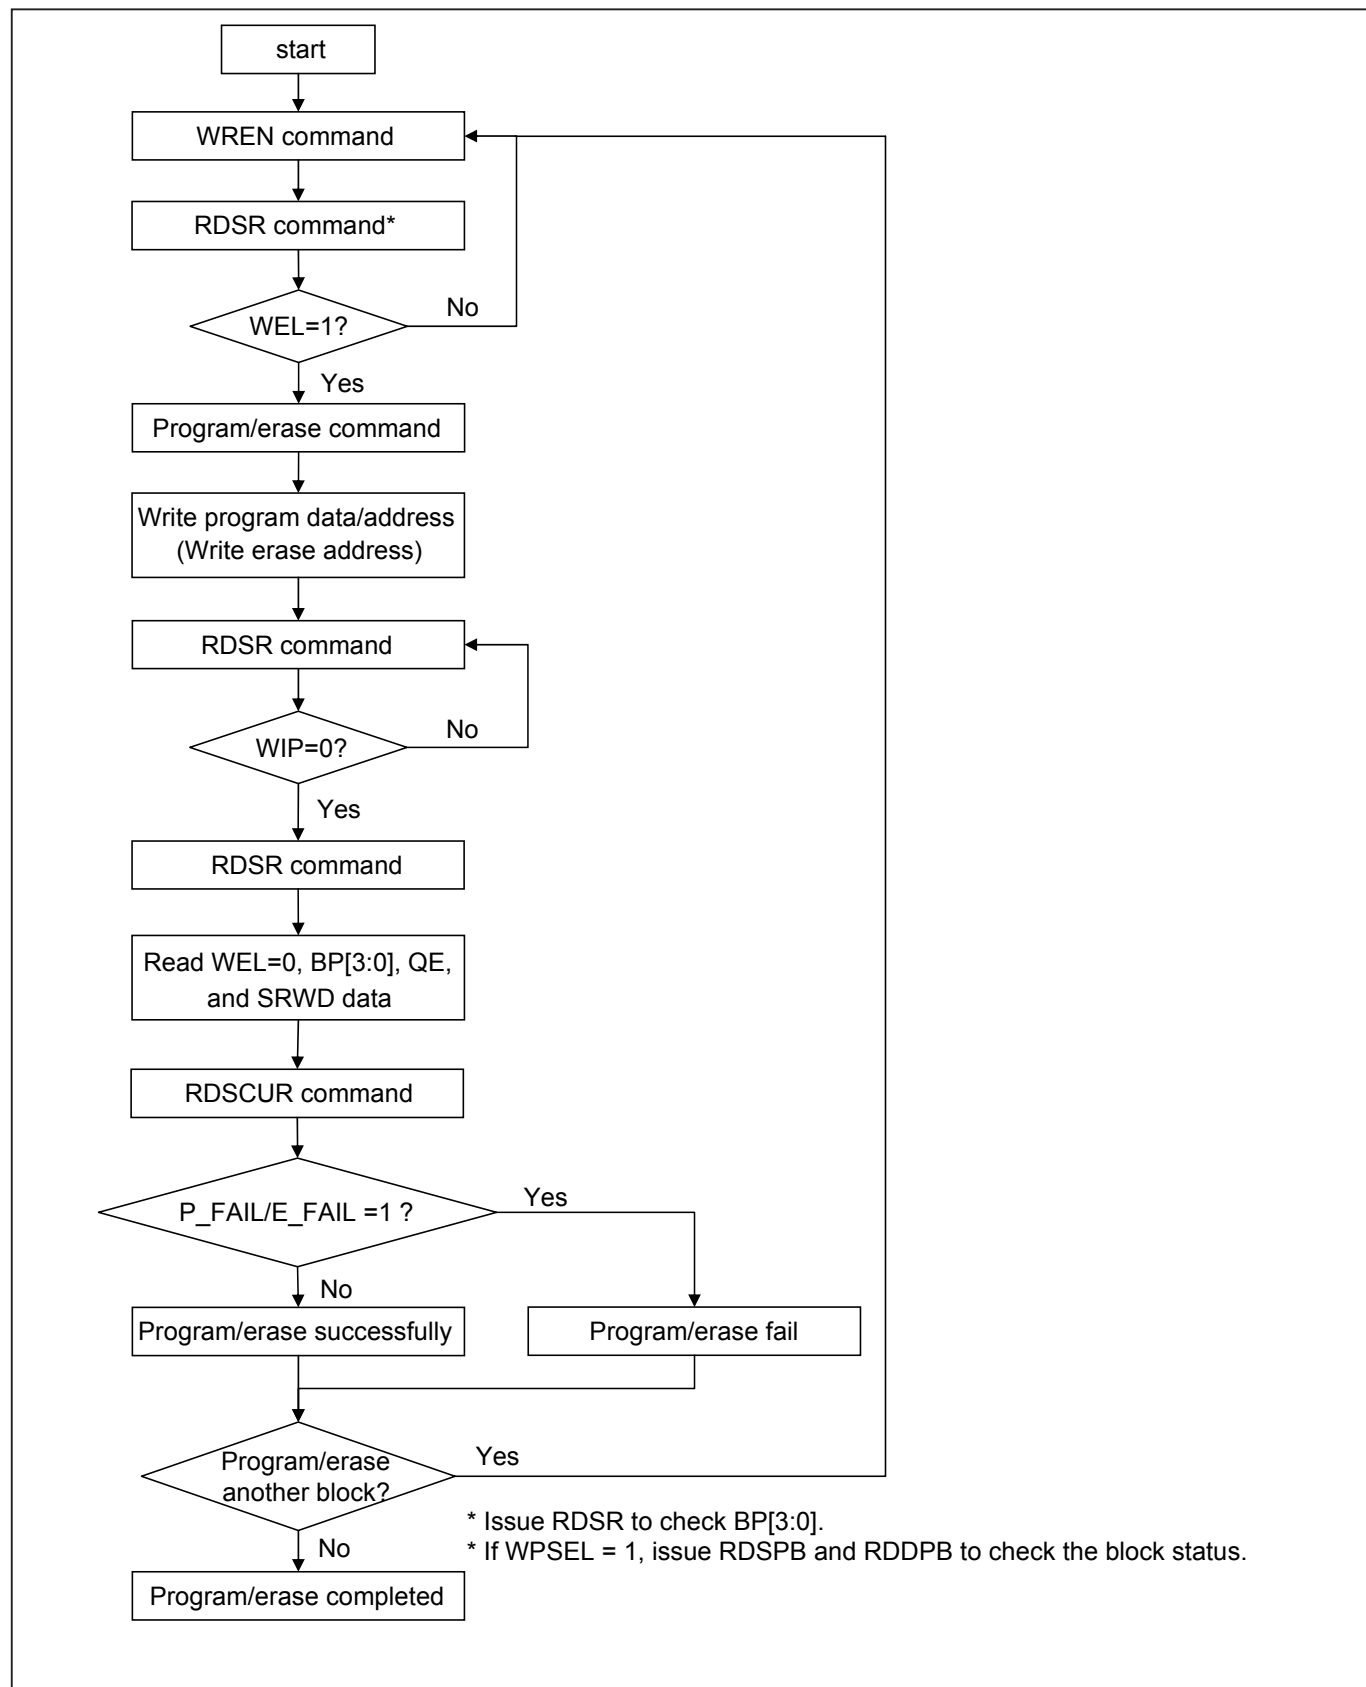 start
WREN command
RDSR command*
WEL=1?
No
Yes
Program/erase command
Write program data/address
(Write erase address)
RDSR command
WIP=0?
No
Yes
RDSR command
Read WEL=0, BP[3:0], QE,
and SRWD data
RDSCUR command
P_FAIL/E_FAIL =1 ?
Yes
No
Program/erase successfully
Program/erase fail
Program/erase
another block?
Yes
* Issue RDSR to check BP[3:0].
* If WPSEL = 1, issue RDSPB and RDDPB to check the block status.
No
Program/erase completed